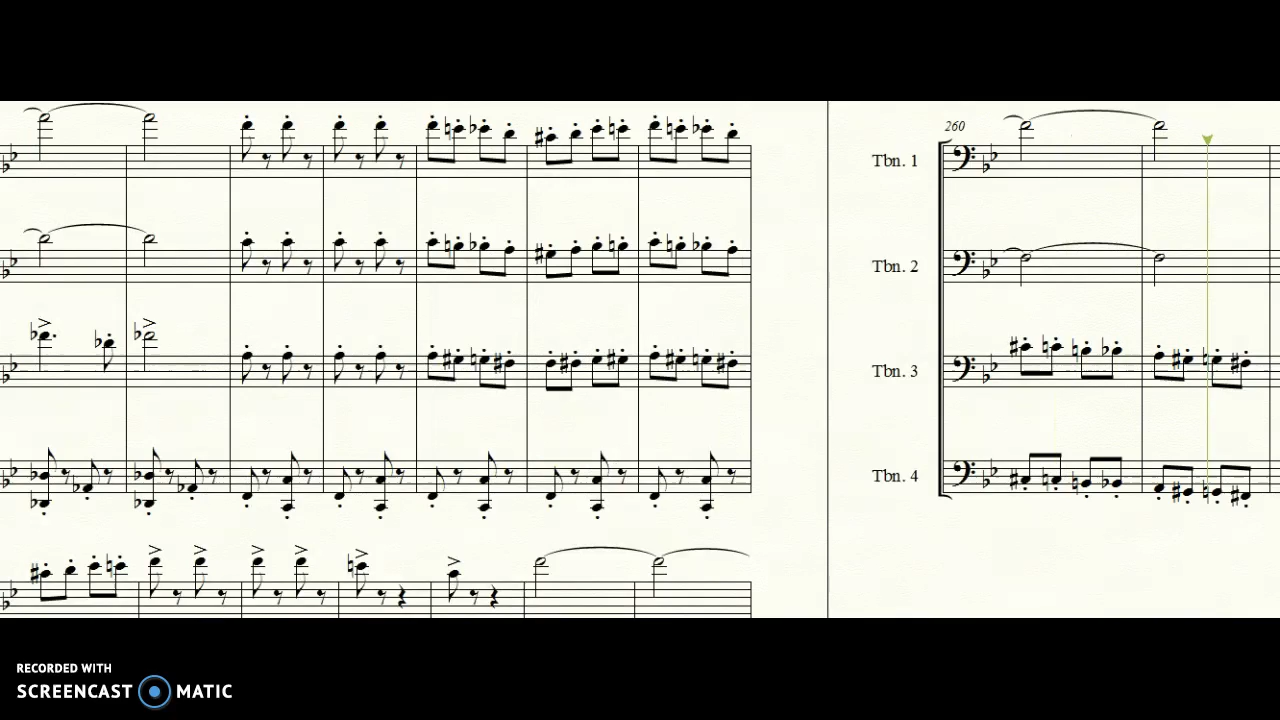 260
Tbn. 1
Tbn. 2
Tbn. 3
Tbn. 4
RECORDED WITH
SCREENCAST MATIC